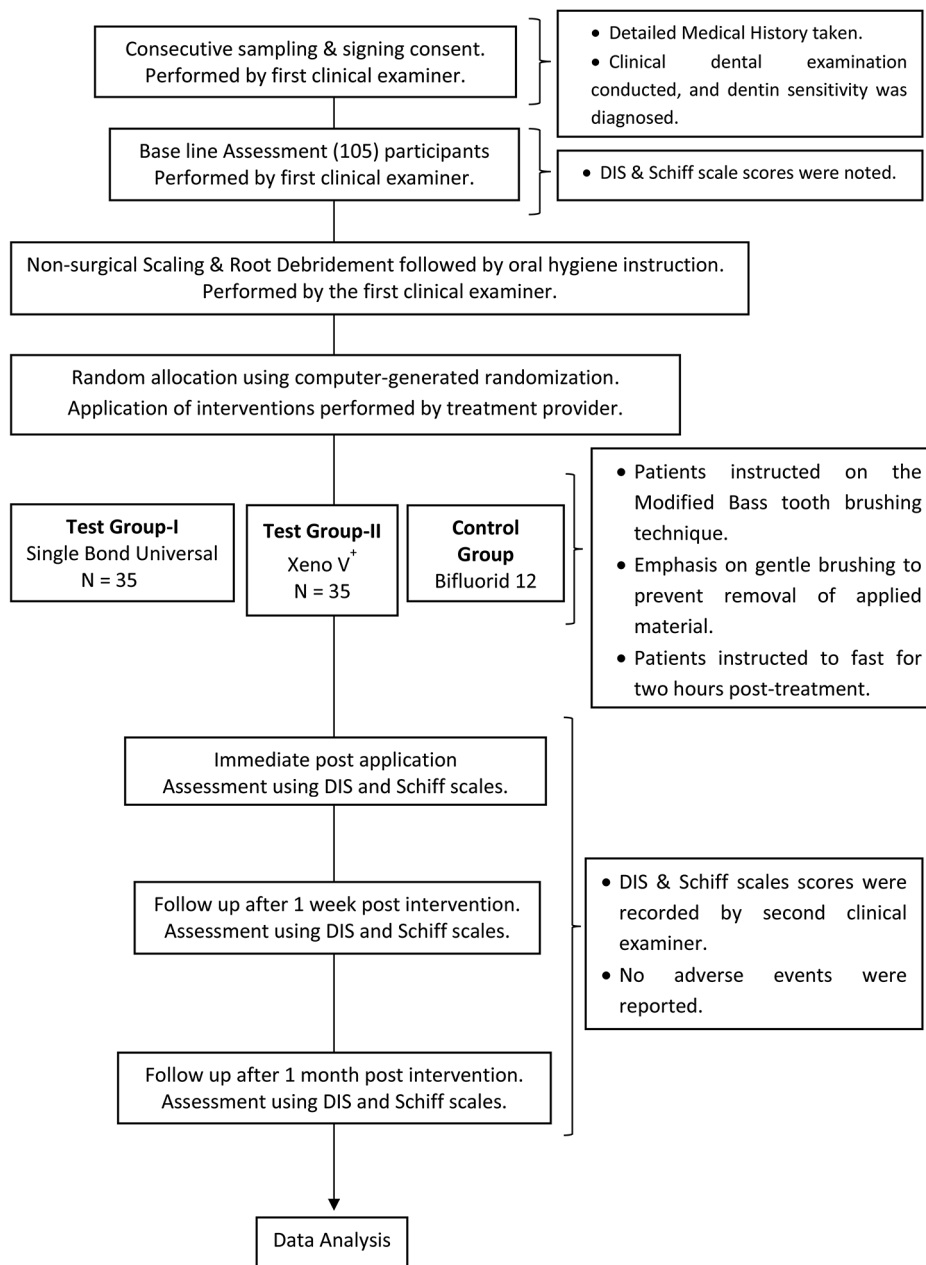 Consecutive sampling & signing consent.
Performed by first clinical examiner.
• Detailed Medical History taken.
• Clinical dental examination
conducted, and dentin sensitivity was
diagnosed.
Base line Assessment (105) participants
Performed by first clinical examiner.
• DIS & Schiff scale scores were noted.
Non-surgical Scaling & Root Debridement followed by oral hygiene instruction.
Performed by the first clinical examiner.
Random allocation using computer-generated randomization.
Application of interventions performed by treatment provider.
Test Group-I
Single Bond Universal
N = 35
Test Group-II
Xeno V⁺
N = 35
Control
Group
Bifluorid 12
• Patients instructed on the
Modified Bass tooth brushing
technique.
• Emphasis on gentle brushing to
prevent removal of applied
material.
• Patients instructed to fast for
two hours post-treatment.
Immediate post application
Assessment using DIS and Schiff scales.
Follow up after 1 week post intervention.
Assessment using DIS and Schiff scales.
• DIS & Schiff scales scores were
recorded by second clinical
examiner.
• No adverse events were
reported.
Follow up after 1 month post intervention.
Assessment using DIS and Schiff scales.
Data Analysis